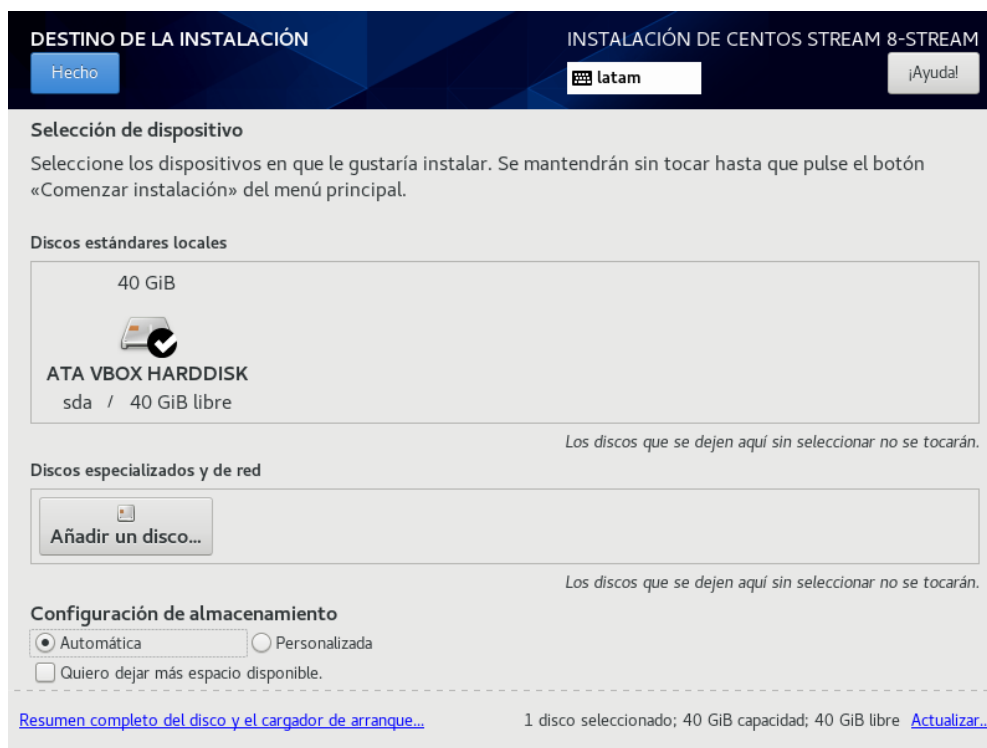 DESTINO DE LA INSTALACIÓN
INSTALACIÓN DE CENTOS STREAM 8-STREAM
Hecho
latam
¡Ayuda!
Selección de dispositivo
Seleccione los dispositivos en que le gustaría instalar. Se mantendrán sin tocar hasta que pulse el botón
«Comenzar instalación» del menú principal.
Discos estándares locales
40 GiB
ATA VBOX HARDDISK
sda / 40 GiB libre
Los discos que se dejen aquí sin seleccionar no se tocarán.
Discos especializados y de red
Añadir un disco...
Los discos que se dejen aquí sin seleccionar no se tocarán.
Configuración de almacenamiento
Automática
Personalizada
Quiero dejar más espacio disponible.
Resumen completo del disco y el cargador de arranque...
1 disco seleccionado; 40 GiB capacidad; 40 GiB libre Actualizar..